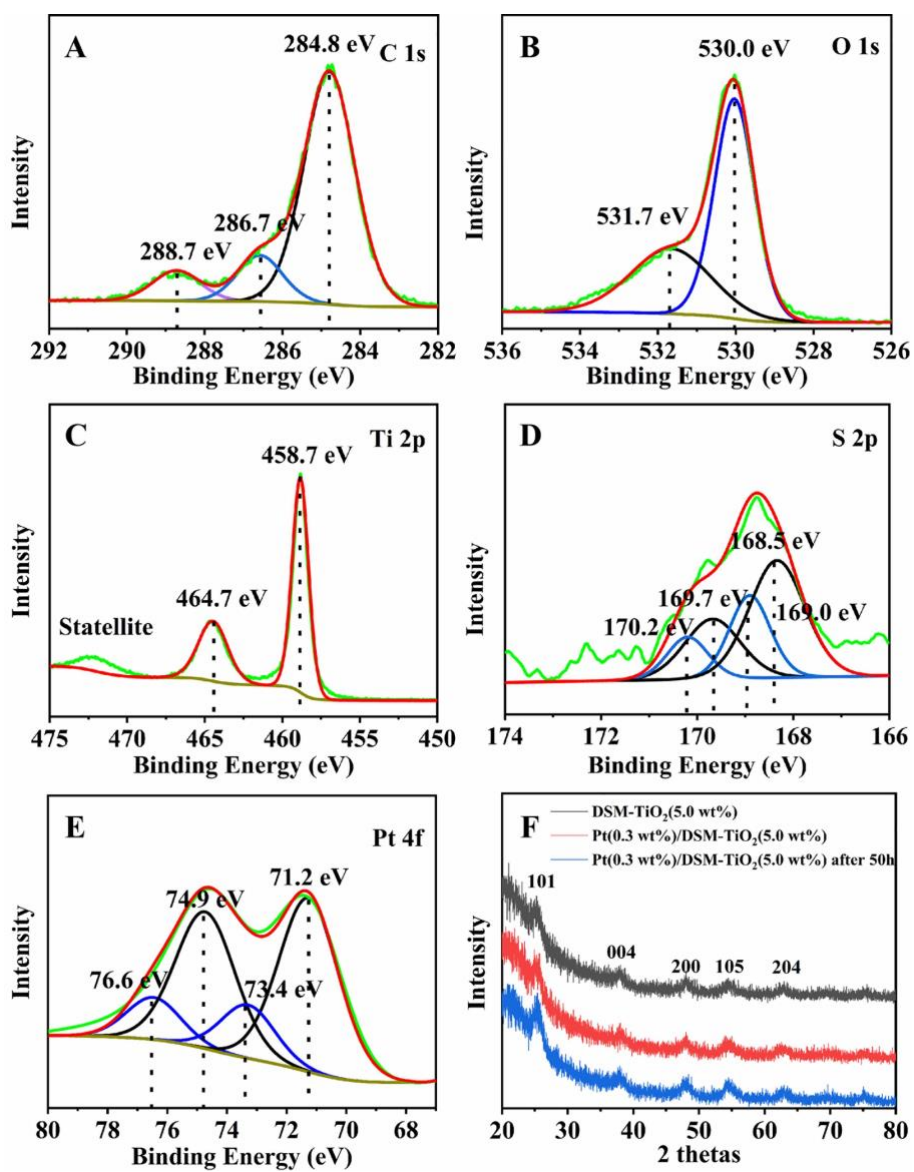 A
284.8 eV
C 1s
286.7 eV
288.7 eV
Intensity
292 290 288 286 284 282
Binding Energy (eV)
B
530.0 eV
O 1s
531.7 eV
Intensity
536 534 532 530 528 526
Binding Energy (eV)
C
Ti 2p
458.7 eV
464.7 eV
Statellite
Intensity
475 470 465 460 455 450
Binding Energy (eV)
D
S 2p
168.5 eV
169.7 eV
170.2 eV
169.0 eV
Intensity
174 172 170 168 166
Binding Energy (eV)
E
Pt 4f
74.9 eV
71.2 eV
76.6 eV
73.4 eV
Intensity
80 78 76 74 72 70 68
Binding Energy (eV)
F
DSM-TiO2(5.0 wt%)
Pt(0.3 wt%)/DSM-TiO2(5.0 wt%)
Pt(0.3 wt%)/DSM-TiO2(5.0 wt%) after 50h
101
004
200
105
204
Intensity
20 30 40 50 60 70 80
2 thetas